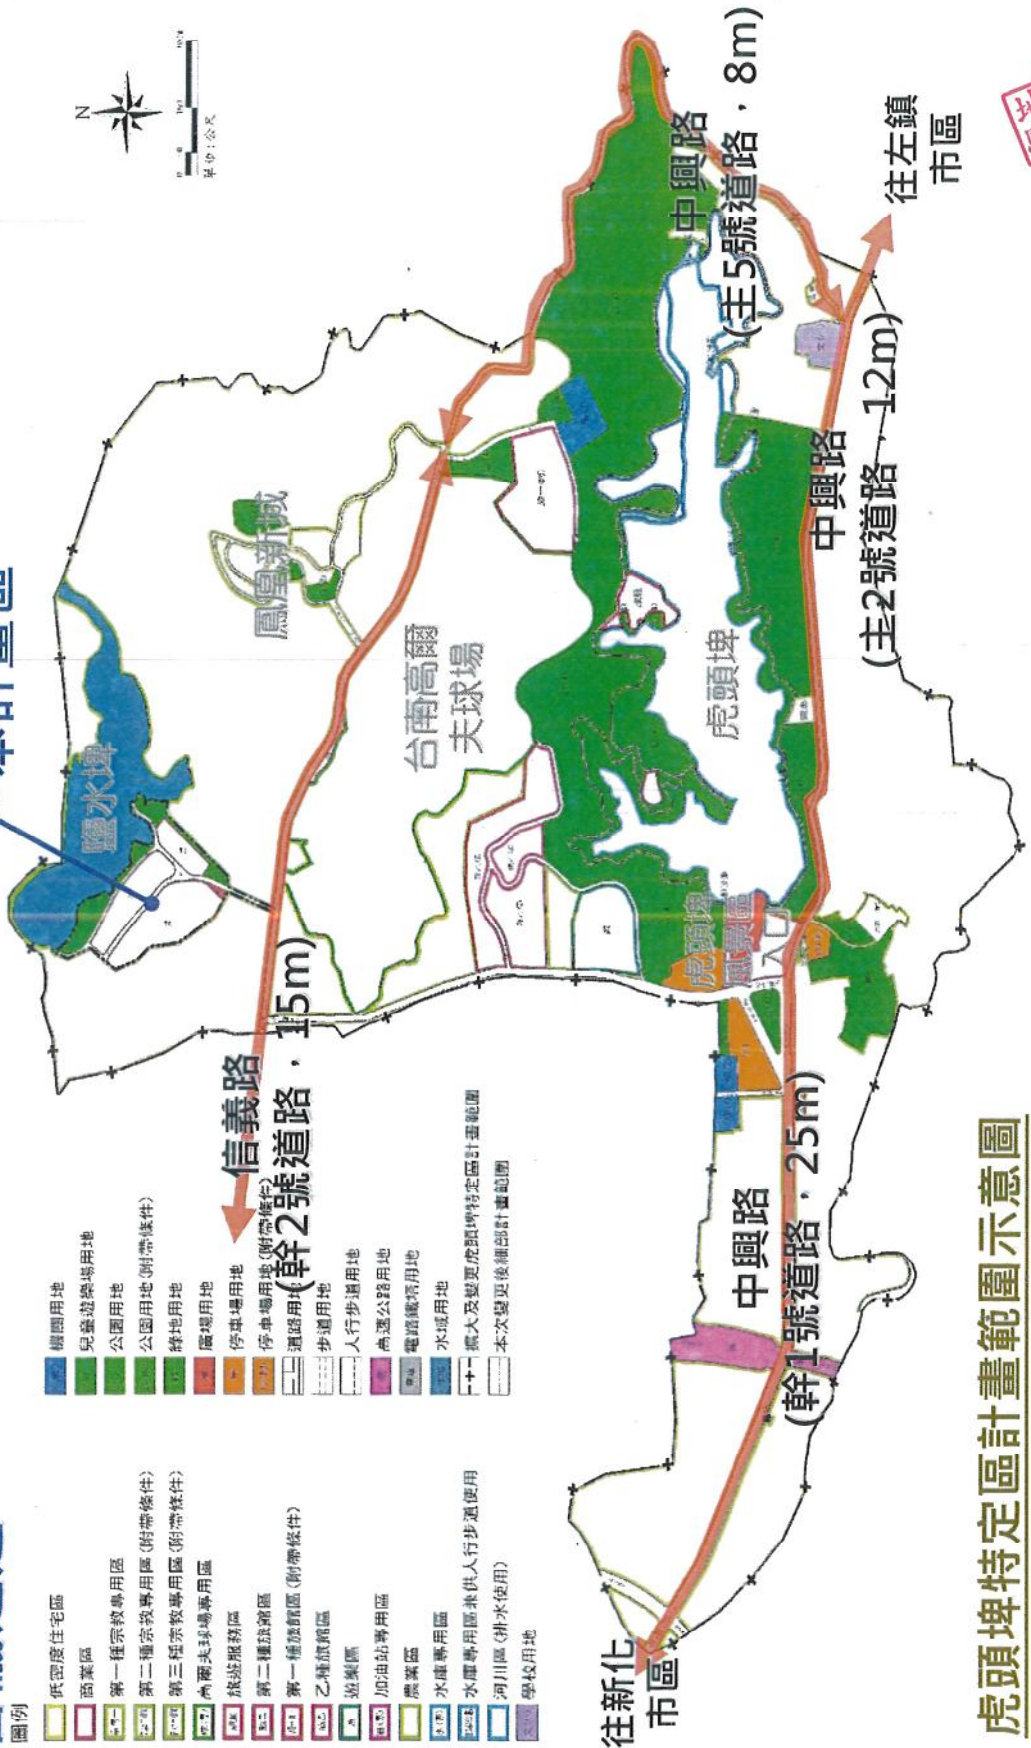 本計畫區
圖例
低密度住宅區
商業區
第一種宗教專用區
第二種宗教專用區(附帶條件)
第三種宗教專用區(附帶條件)
高爾夫球場專用區
旅遊服務區
第二種旅館區
第一種旅館區(附帶條件)
乙種旅館區
遊樂區
加油站專用區
農業區
水庫專用區
水庫專用區兼供人行步道使用
河川區(排水使用)
學校用地
機關用地
兒童遊樂場用地
公園用地
公園用地(附帶條件)
綠地用地
廣場用地
停車場用地
停車場用地(附帶條件)
道路用地
步道用地
人行步道用地
高速公路用地
電路鐵塔用地
水域用地
擴大及變更虎頭埤特定區計畫範圍
本次變更後細部計畫範圍
N
單位:公尺
鹽水埤
鳳凰新城
台南高爾
夫球場
虎頭埤
虎頭埤
風景區
入口
信義路
(幹2號道路，15m)
中興路
(幹1號道路，25m)
中興路
(主2號道路，12m)
中興路
(主5號道路，8m)
往左鎮
市區
往新化
市區
虎頭埤特定區計畫範圍示意圖